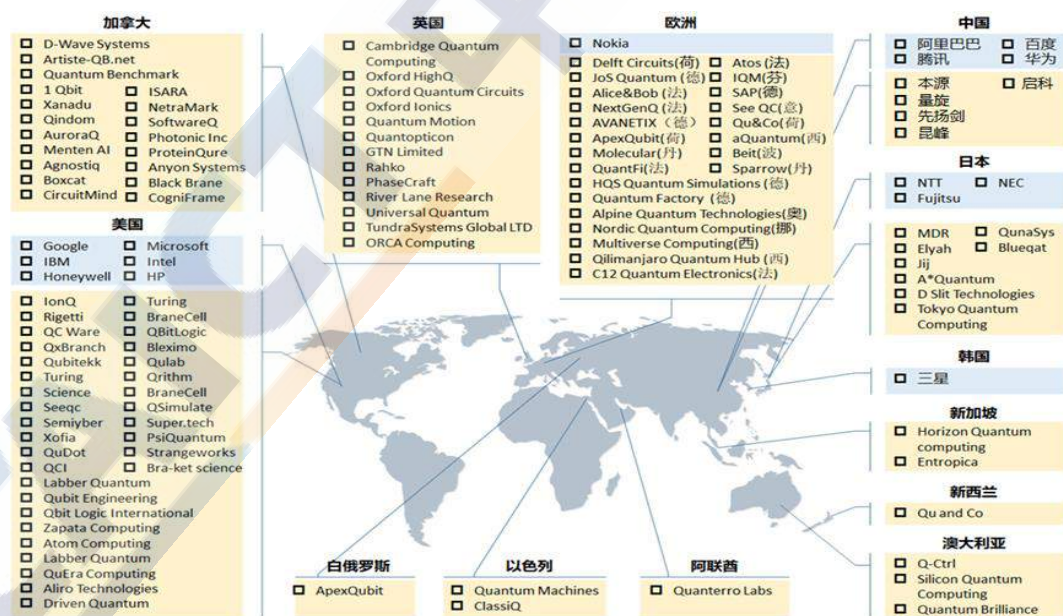 加拿大
D-Wave Systems
Artiste-QB.net
Quantum Benchmark
1 Qbit
ISARA
Xanadu
NetraMark
Qindom
SoftwareQ
AuroraQ
Photonic Inc
Menten AI
ProteinQure
Agnostiq
Anyon Systems
Boxcat
Black Brane
CircuitMind
CogniFrame
美国
Google
Microsoft
IBM
Intel
Honeywell
HP
IonQ
Turing
Rigetti
BraneCell
QC Ware
QBitLogic
QxBranch
Bleximo
Qubitekk
Qulab
Turing
Qrithm
Science
BraneCell
Seeqc
QSimulate
Semiyber
Super.tech
Xofia
PsiQuantum
QuDot
Strangeworks
QCI
Bra-ket science
Labber Quantum
Qubit Engineering
Qbit Logic International
Zapata Computing
Atom Computing
Labber Quantum
QuEra Computing
Aliro Technologies
Driven Quantum
英国
Cambridge Quantum
Computing
Oxford HighQ
Oxford Quantum Circuits
Oxford Ionics
Quantum Motion
Quantopticon
GTN Limited
Rahko
PhaseCraft
River Lane Research
Universal Quantum
TundraSystems Global LTD
ORCA Computing
欧洲
Nokia
Delft Circuits(荷)
Atos (法)
JoS Quantum (德)
IQM(芬)
Alice&Bob (法)
SAP(德)
NextGenQ (法)
See QC(意)
AVANETIX (德)
Qu&Co(荷)
ApexQubit(荷)
aQuantum(西)
Molecular(丹)
Beit(波)
QuantFi(法)
Sparrow(丹)
HQS Quantum Simulations (德)
Quantum Factory (德)
Alpine Quantum Technologies(奥)
Nordic Quantum Computing(挪)
Multiverse Computing(西)
Qilimanjaro Quantum Hub (西)
C12 Quantum Electronics(法)
中国
阿里巴巴
百度
腾讯
华为
本源
启科
量旋
先扬剑
昆峰
日本
NTT
NEC
Fujitsu
MDR
QunaSys
Elyah
Blueqat
Jij
A*Quantum
D Slit Technologies
Tokyo Quantum
Computing
韩国
三星
新加坡
Horizon Quantum
computing
Entropica
新西兰
Qu and Co
澳大利亚
Q-Ctrl
Silicon Quantum
Computing
Quantum Brilliance
白俄罗斯
ApexQubit
以色列
Quantum Machines
ClassiQ
阿联酋
Quanterro Labs